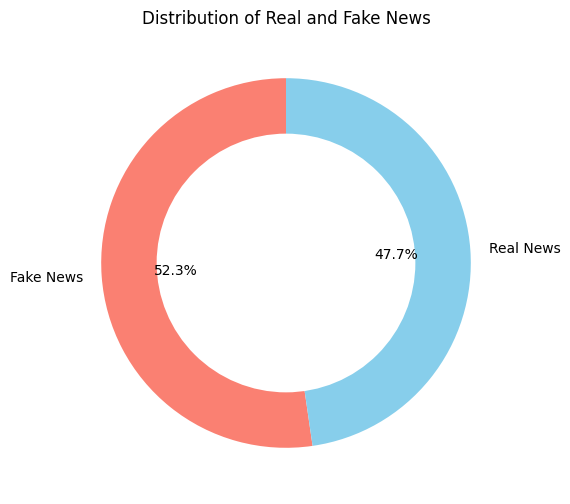 Distribution of Real and Fake News
Real News
47.7%
52.3%
Fake News